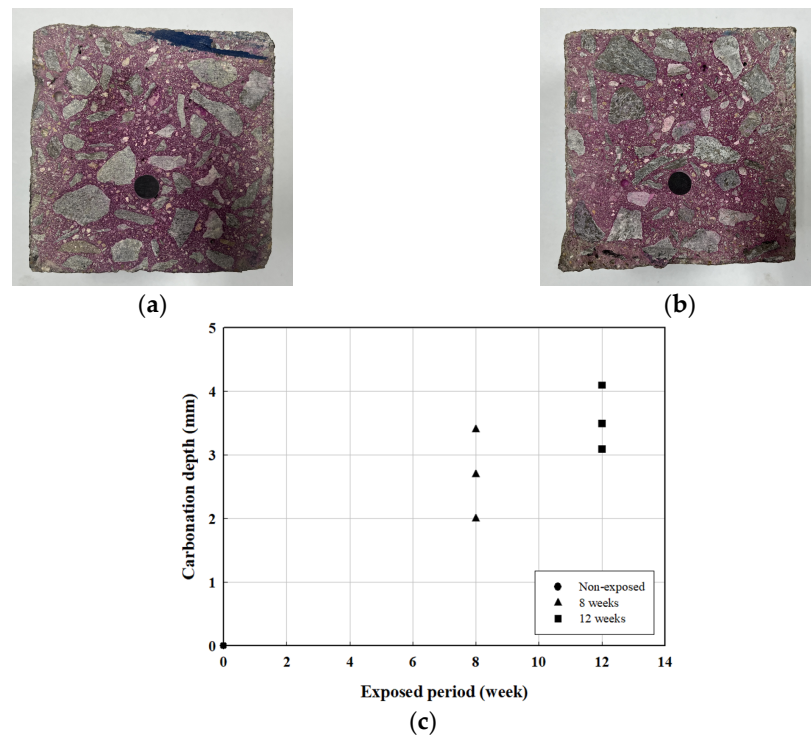 (a)
(b)
5
4
3
2
1
0
Carbonation depth (mm)
Non-exposed
8 weeks
12 weeks
0 2 4 6 8 10 12 14
Exposed period (week)
(c)